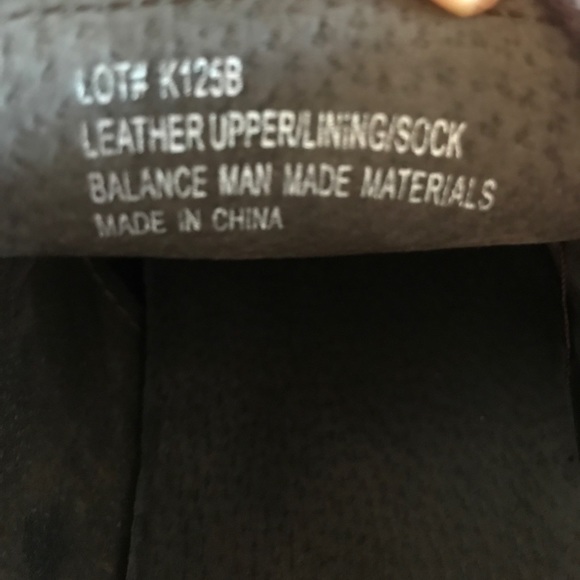 LOT# K125B
LEATHER UPPER/LINING/SOCK
BALANCE MAN MADE MATERIALS
MADE IN CHINA